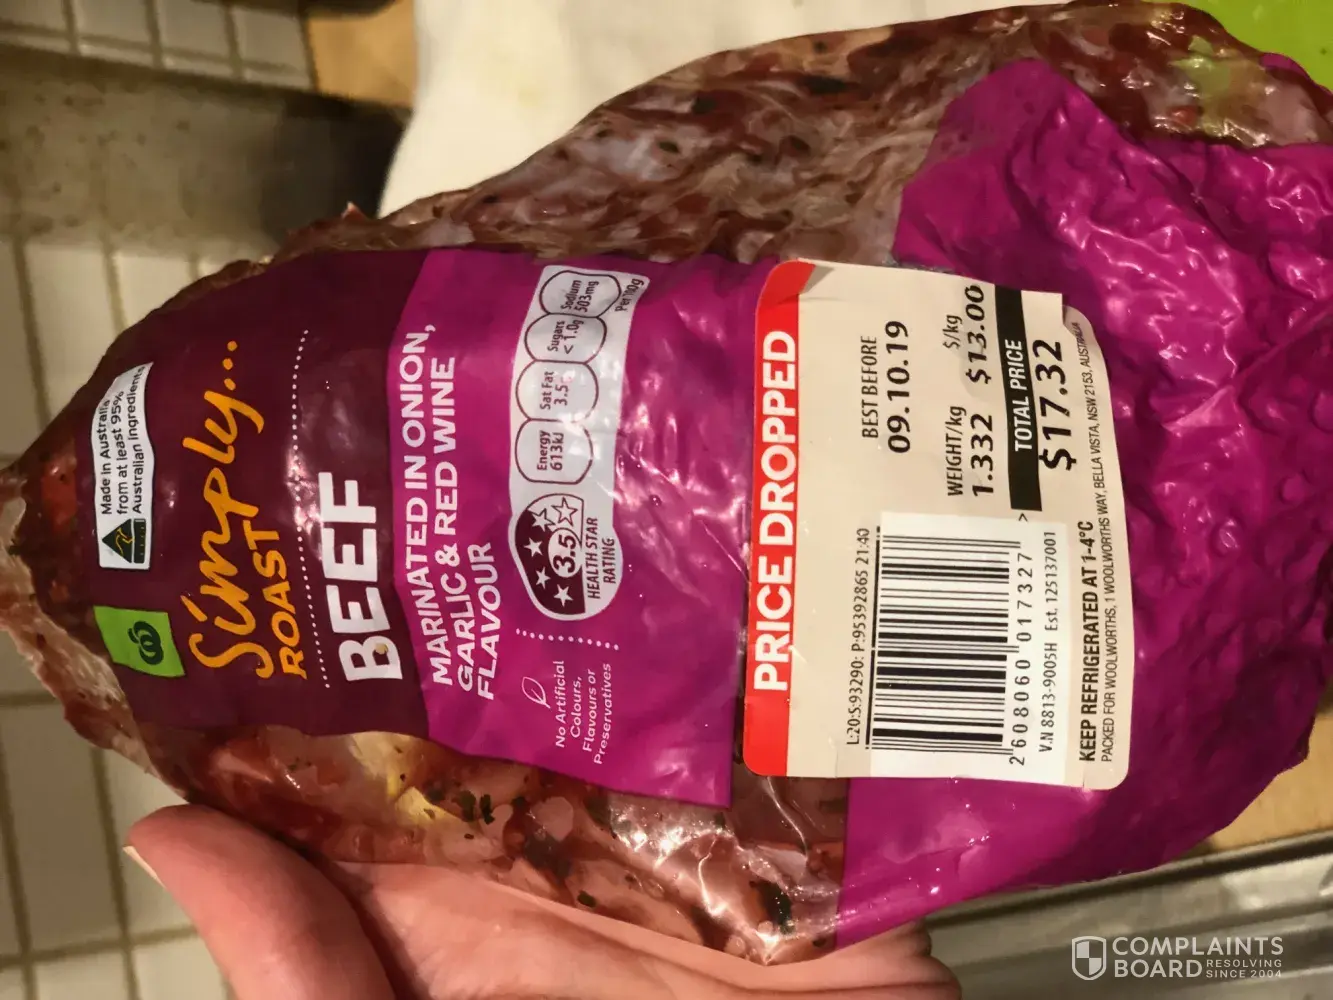 Made in Australia
from at least 95%
Australian ingredients
Simply...
ROAST
BEEF
MARINATED IN ONION,
GARLIC & RED WINE
FLAVOUR
No Artificial
Colours,
Flavours or
Preservatives
3.5
HEALTH STAR
RATING
Energy
613kJ
Sat Fat
3.5
Sugars
<1.0g
Sodium
503mg
Per 100g
PRICE DROPPED
BEST BEFORE
09.10.19
WEIGHT/kg $/kg
1.332 $13.00
TOTAL PRICE
$17.32
L:20:S:93290: P:95392865 21:40
2 608060 017327 >
V.N 8813-9005H Est. 125137001
KEEP REFRIGERATED AT 1-4°C
PACKED FOR WOOLWORTHS, 1 WOOLWORTHS WAY, BELLA VISTA, NSW 2153, AUSTRALIA
COMPLAINTS
BOARD RESOLVING
SINCE 2004